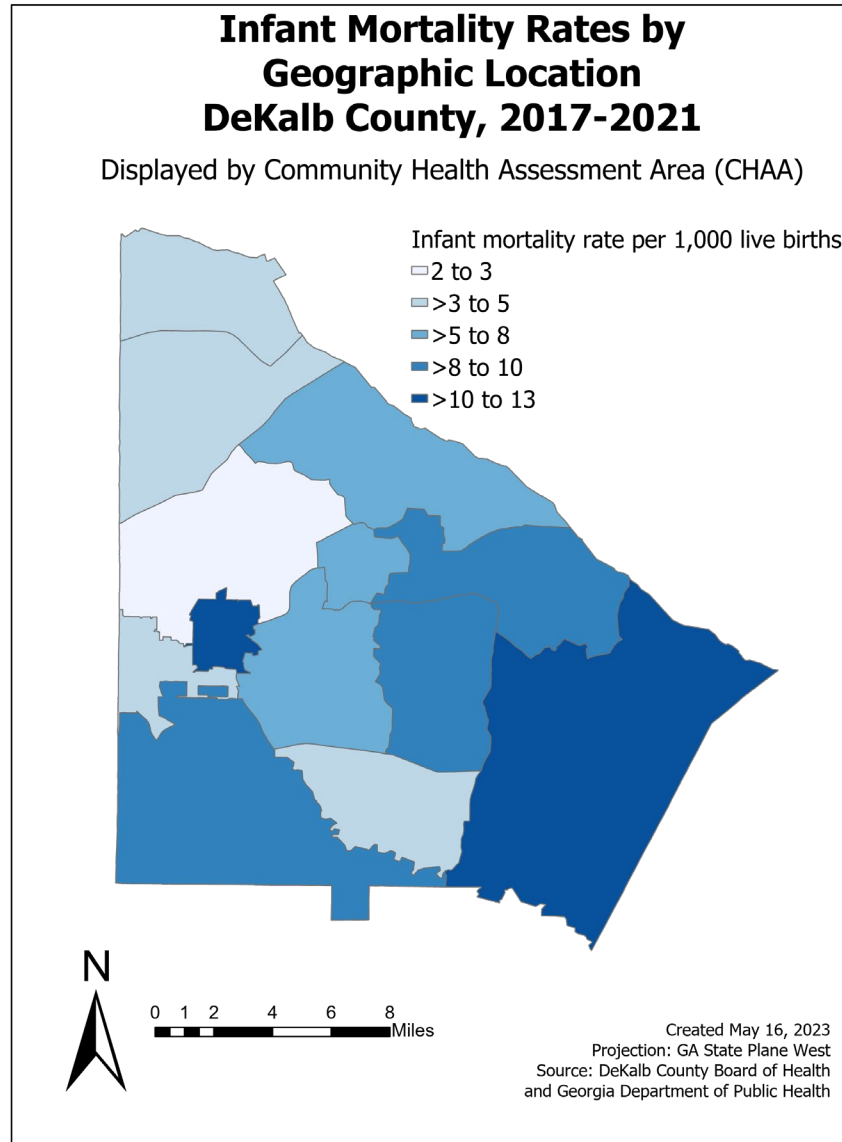 Infant Mortality Rates by
Geographic Location
DeKalb County, 2017-2021
Displayed by Community Health Assessment Area (CHAA)
Infant mortality rate per 1,000 live births
2 to 3
>3 to 5
>5 to 8
>8 to 10
>10 to 13
N
0 1 2 4 6 8
Miles
Created May 16, 2023
Projection: GA State Plane West
Source: DeKalb County Board of Health
and Georgia Department of Public Health